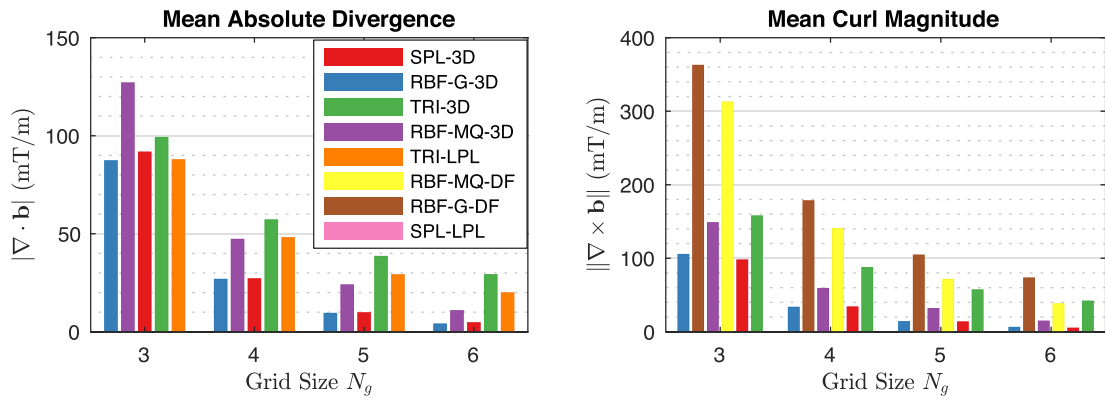 Mean Absolute Divergence
150
100
50
0
|∇ · b| (mT/m)
3 4 5 6
Grid Size N_g
SPL-3D
RBF-G-3D
TRI-3D
RBF-MQ-3D
TRI-LPL
RBF-MQ-DF
RBF-G-DF
SPL-LPL
Mean Curl Magnitude
400
300
200
100
0
||∇ × b|| (mT/m)
3 4 5 6
Grid Size N_g